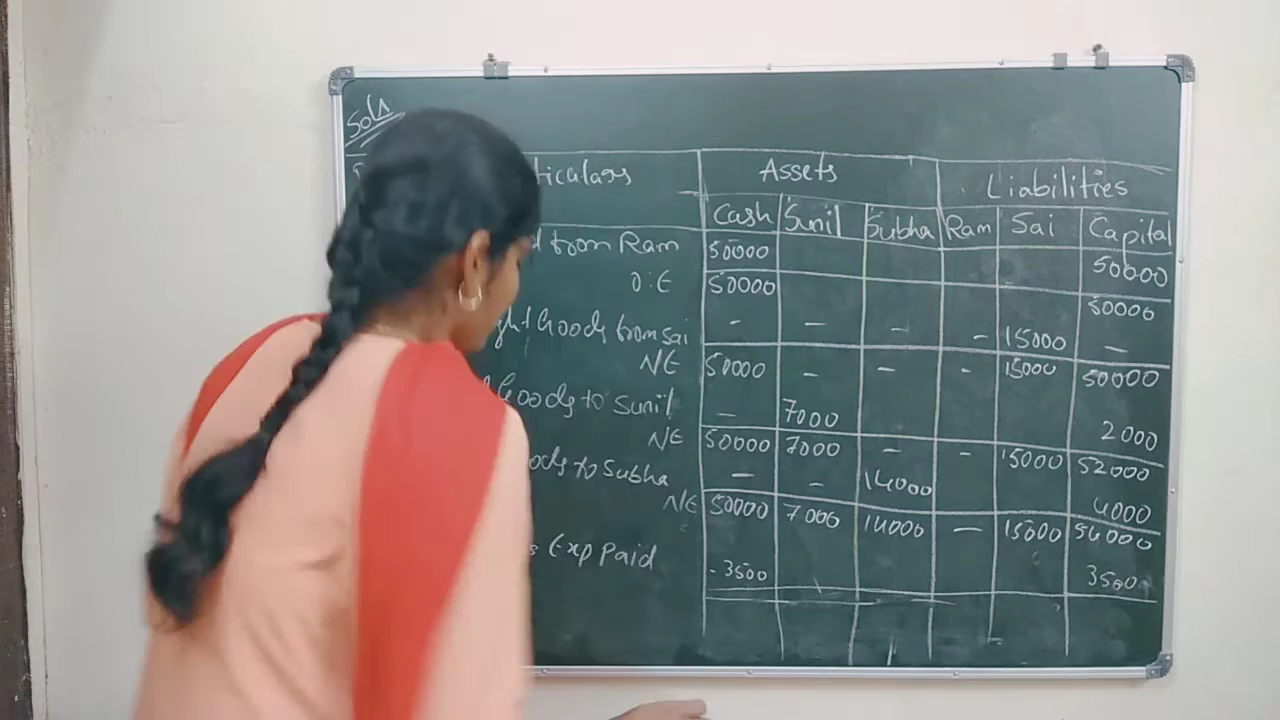 Soln
ticulars Assets Liabilities
Cash Sunil Subha Ram Sai Capital
from Ram 50000 50000
O:E 50000 50000
ght Goods from Sai - - - - 15000 -
N/E 50000 - - - 15000 50000
Goods to Sunil - 7000 2000
N/E 50000 7000 - - 15000 52000
ods to Subha - - 14000 4000
N/E 50000 7000 14000 - 15000 54000
s Exp Paid -3500 3500